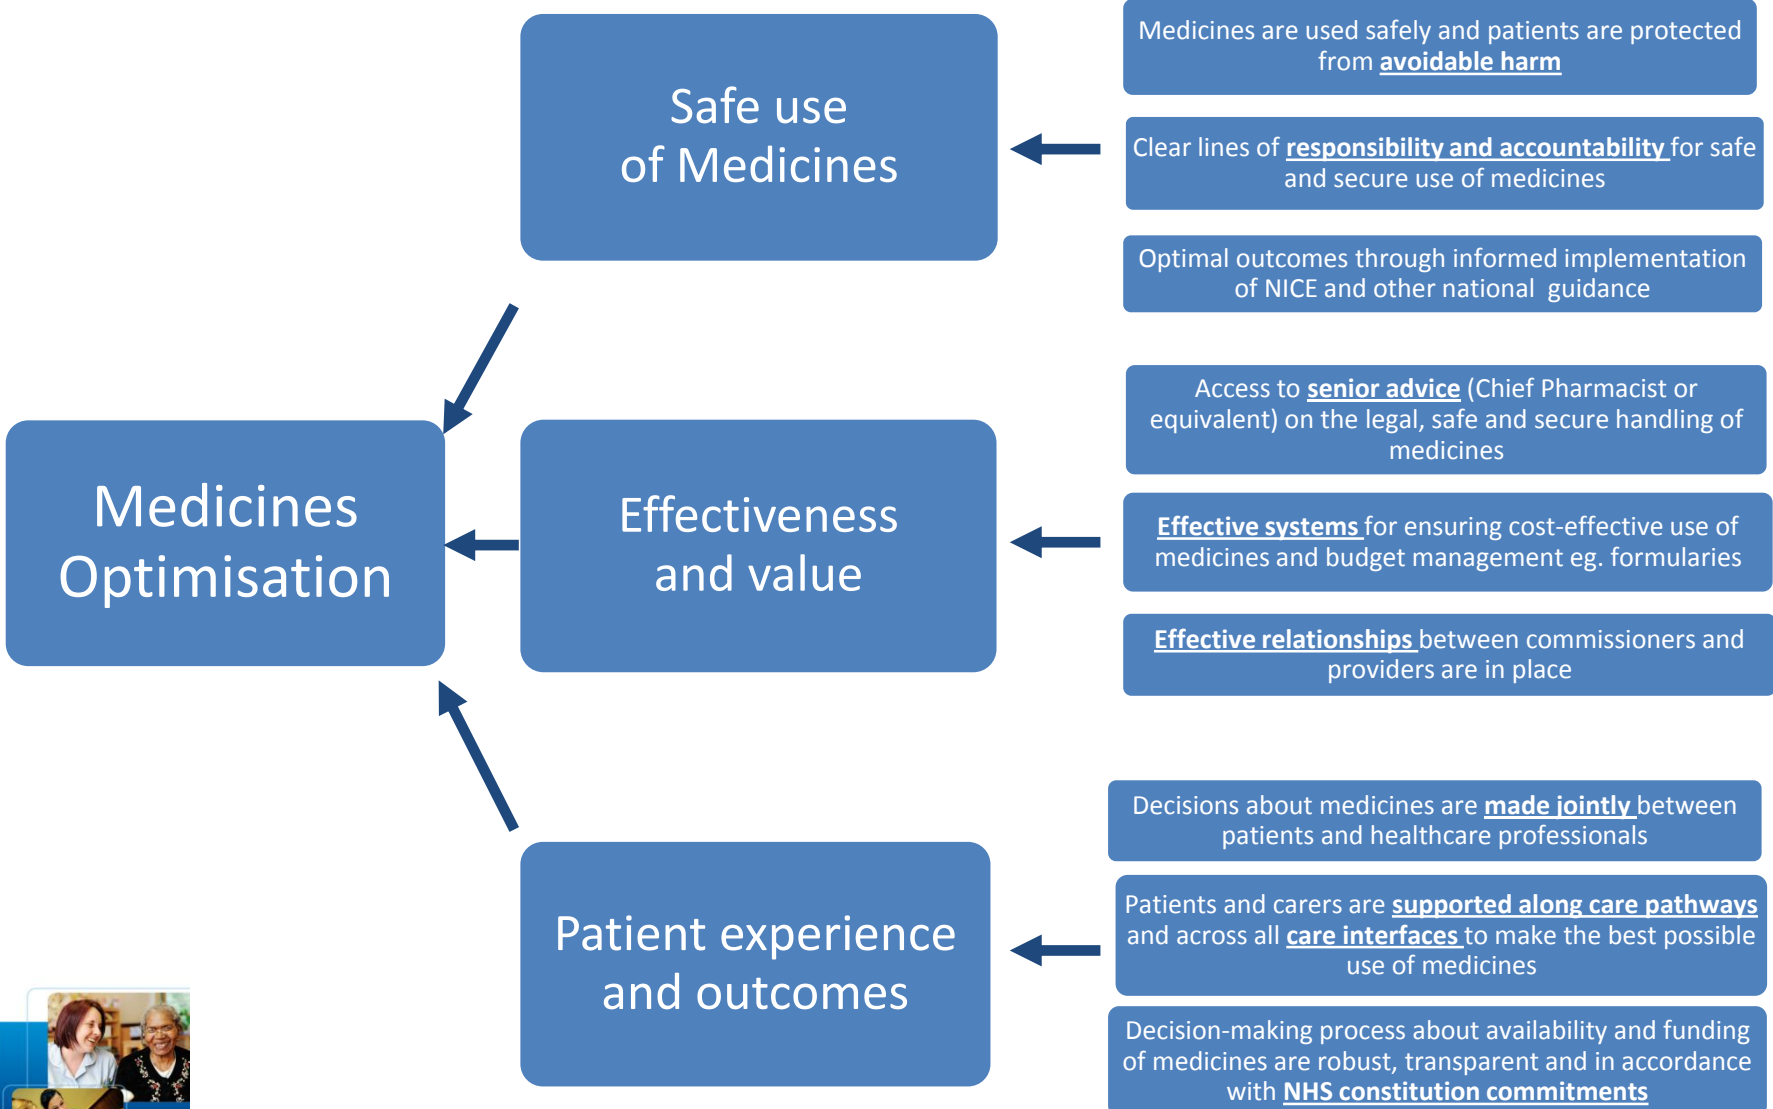 Medicines are used safely and patients are protected
from avoidable harm
Safe use
of Medicines
Clear lines of responsibility and accountability for safe
and secure use of medicines
Optimal outcomes through informed implementation
of NICE and other national  guidance
Medicines
Optimisation
Effectiveness
and value
Access to senior advice (Chief Pharmacist or
equivalent) on the legal, safe and secure handling of
medicines
Effective systems for ensuring cost-effective use of
medicines and budget management eg. formularies
Effective relationships between commissioners and
providers are in place
Patient experience
and outcomes
Decisions about medicines are made jointly between
patients and healthcare professionals
Patients and carers are supported along care pathways
and across all care interfaces to make the best possible
use of medicines
Decision-making process about availability and funding
of medicines are robust, transparent and in accordance
with NHS constitution commitments